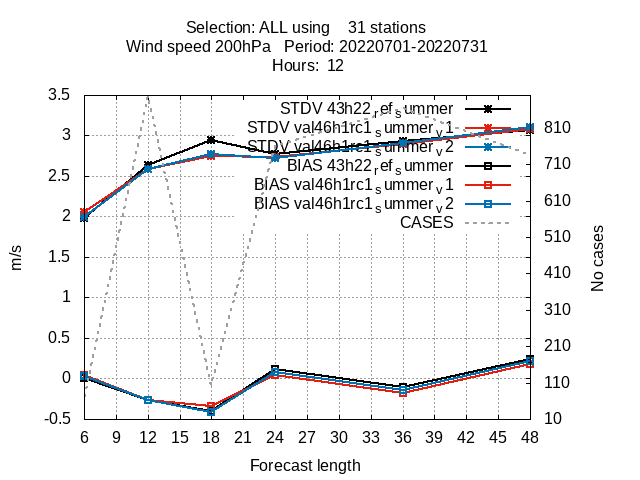 Selection: ALL using    31 stations
Wind speed 200hPa   Period: 20220701-20220731
Hours:  12
3.5
3
2.5
2
1.5
1
0.5
0
-0.5
m/s
STDV 43h22_ref_summer
STDV val46h1rc1_summer_v1
STDV val46h1rc1_summer_v2
BIAS 43h22_ref_summer
BIAS val46h1rc1_summer_v1
BIAS val46h1rc1_summer_v2
CASES
810
710
610
510
410
310
210
110
10
No cases
6 9 12 15 18 21 24 27 30 33 36 39 42 45 48
Forecast length